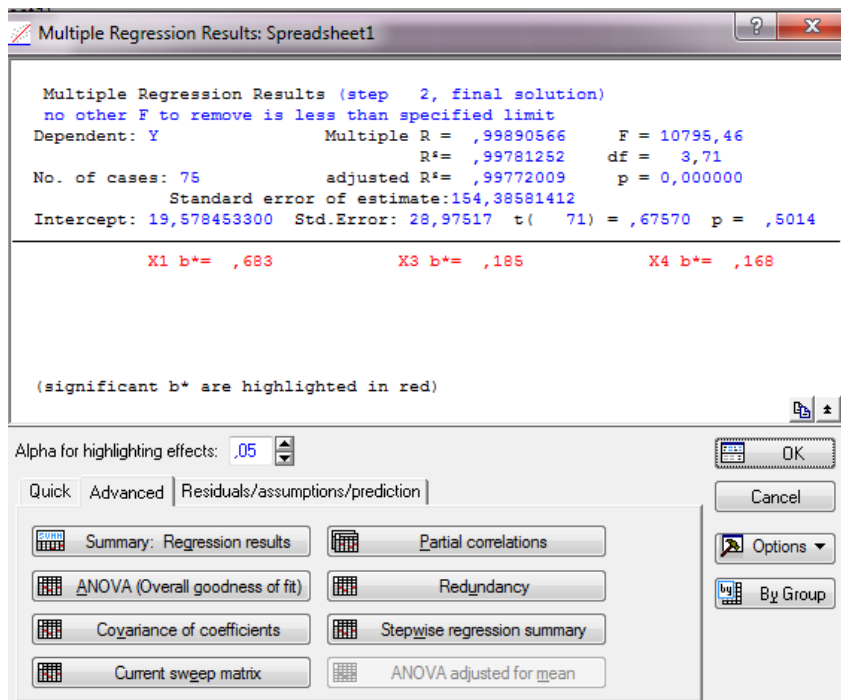 Multiple Regression Results: Spreadsheet1
Multiple Regression Results (step 2, final solution)
no other F to remove is less than specified limit
Dependent: Y Multiple R = ,99890566 F = 10795,46
R²= ,99781252 df = 3,71
No. of cases: 75 adjusted R²= ,99772009 p = 0,000000
Standard error of estimate:154,38581412
Intercept: 19,578453300 Std.Error: 28,97517 t( 71) = ,67570 p = ,5014
X1 b*= ,683 X3 b*= ,185 X4 b*= ,168
(significant b* are highlighted in red)
Alpha for highlighting effects: ,05
OK
Quick Advanced Residuals/assumptions/prediction
Cancel
Summary: Regression results Partial correlations
Options
ANOVA (Overall goodness of fit) Redundancy
By Group
Covariance of coefficients Stepwise regression summary
Current sweep matrix ANOVA adjusted for mean